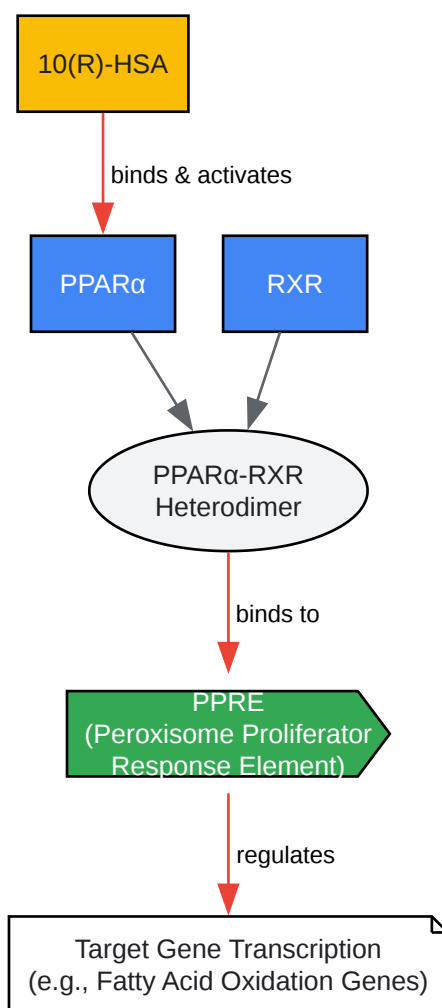 10(R)-HSA
binds & activates
PPARα
RXR
PPARα-RXR
Heterodimer
binds to
PPRE
(Peroxisome Proliferator
Response Element)
regulates
Target Gene Transcription
(e.g., Fatty Acid Oxidation Genes)